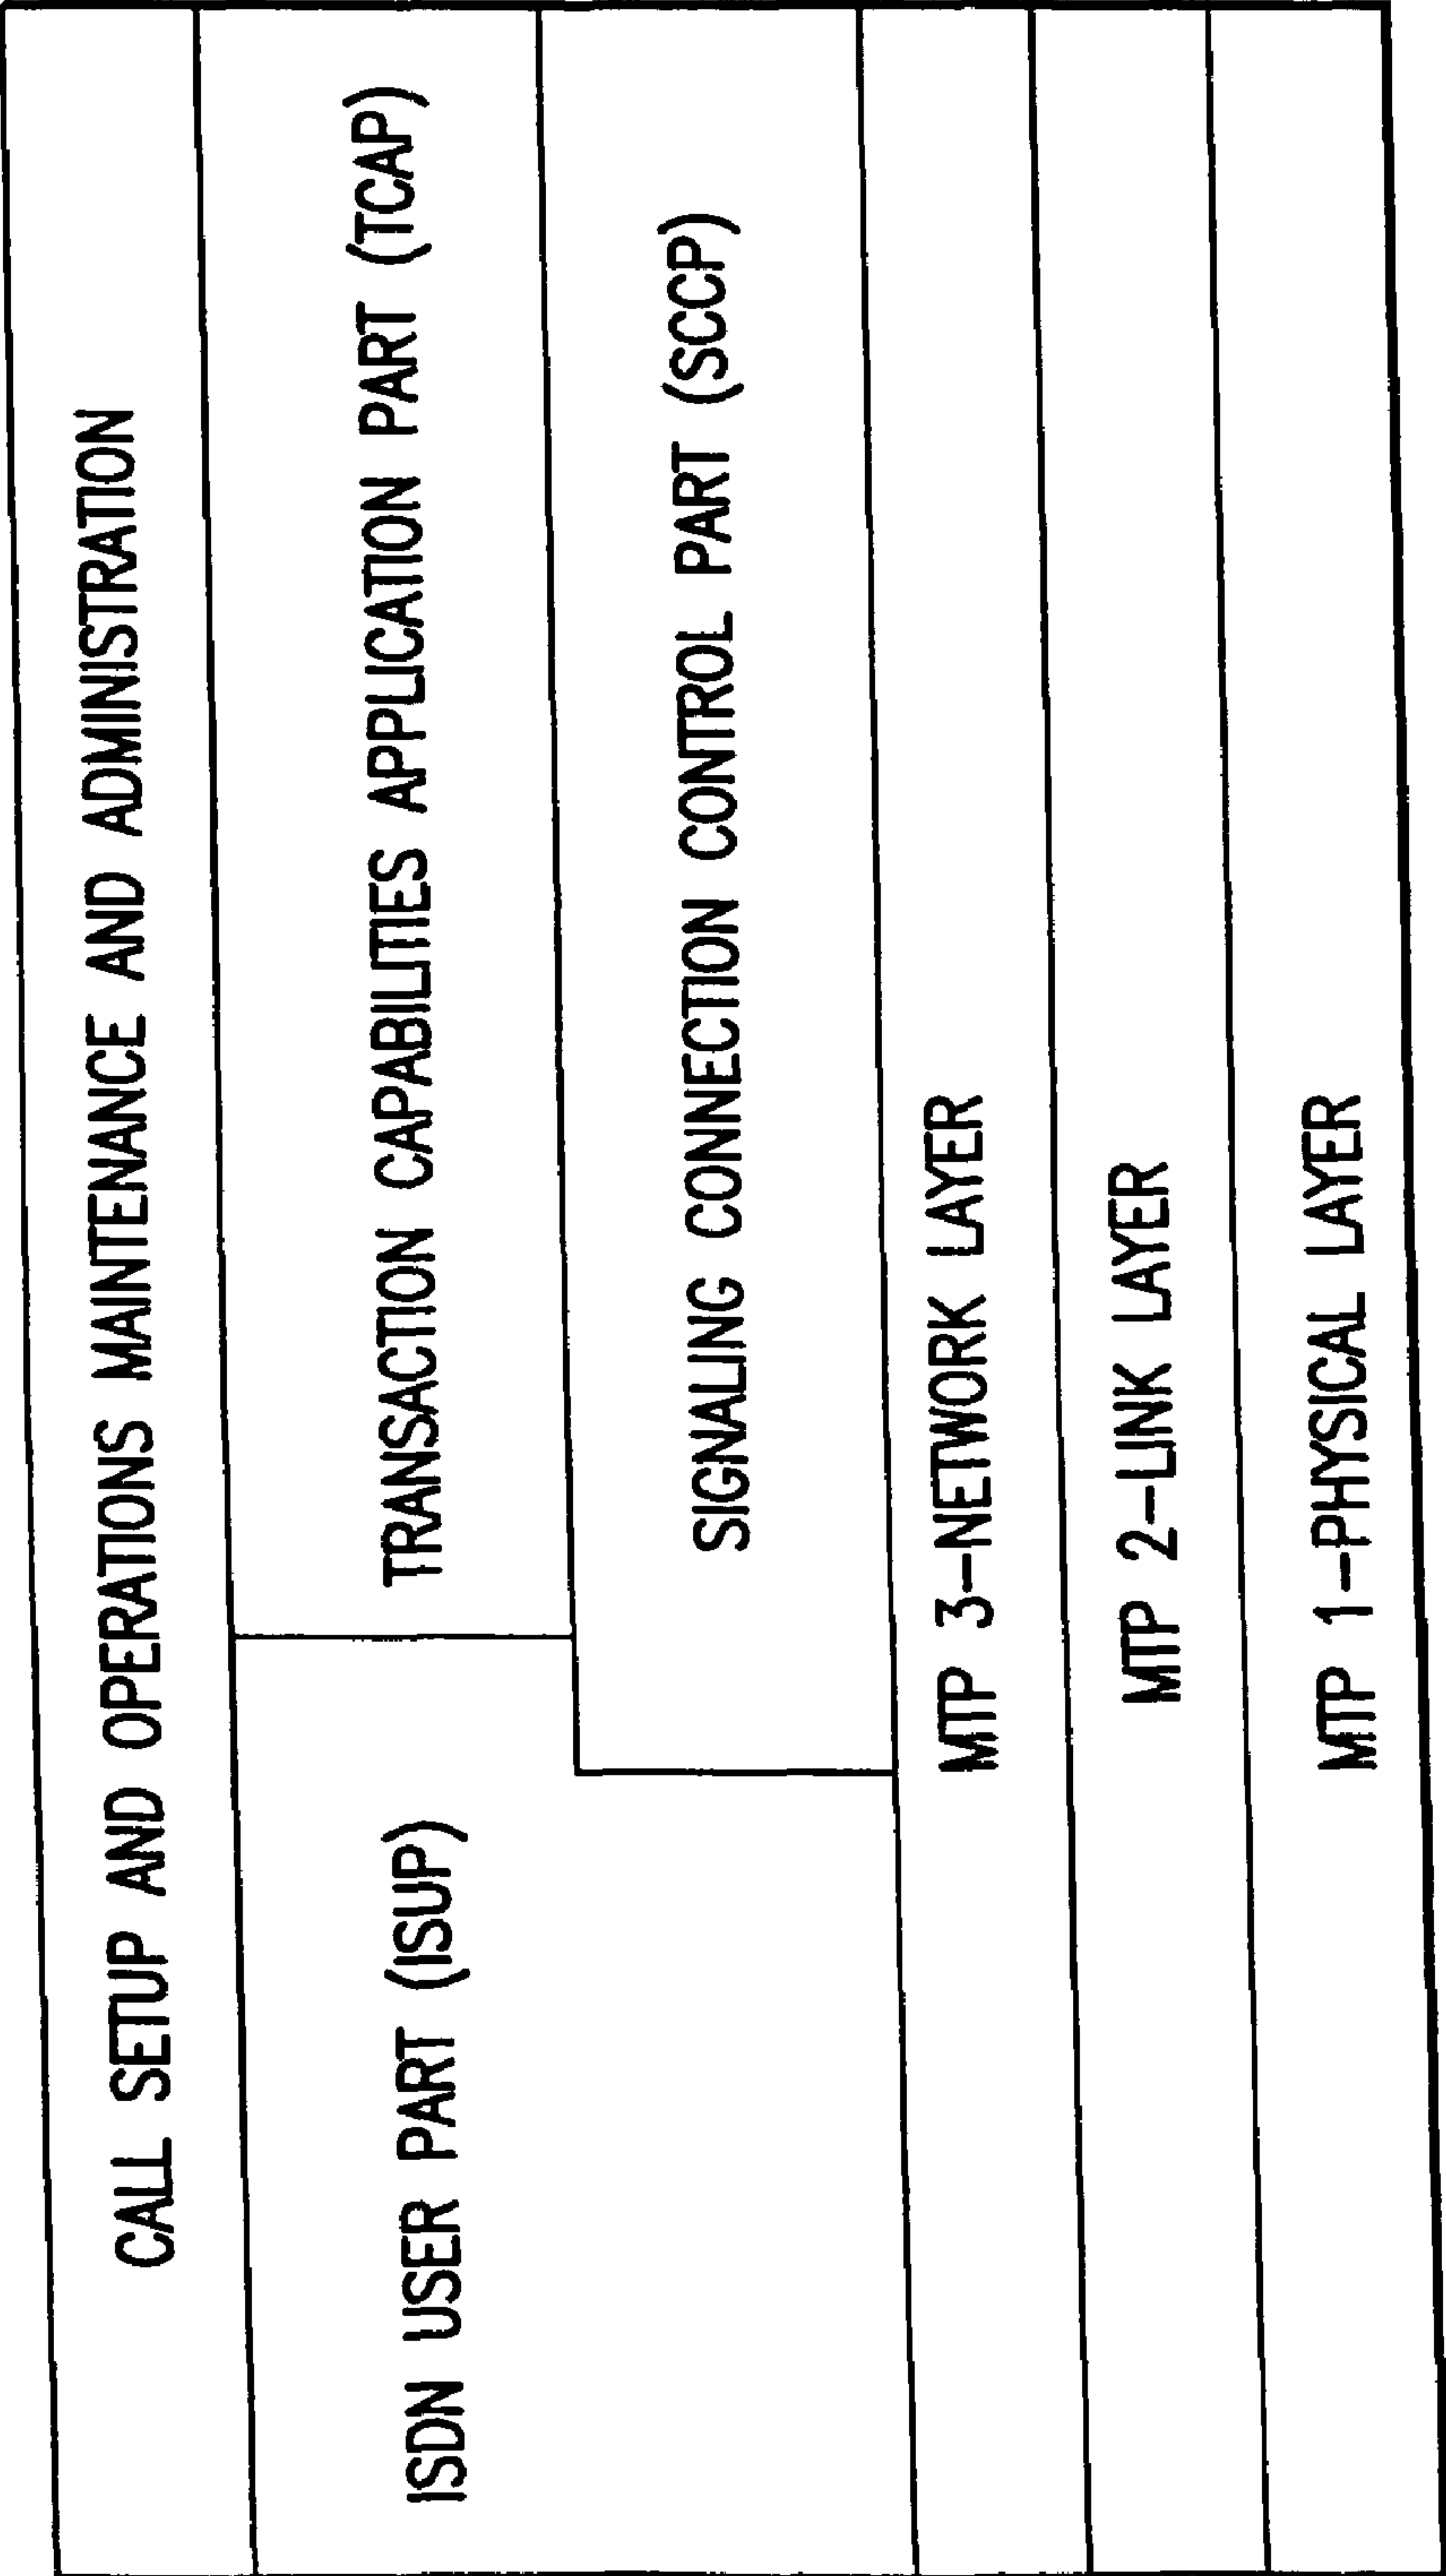 CALL SETUP AND OPERATIONS MAINTENANCE AND ADMINISTRATION
ISDN USER PART (ISUP)
TRANSACTION CAPABILITIES APPLICATION PART (TCAP)
SIGNALING CONNECTION CONTROL PART (SCCP)
MTP 3-NETWORK LAYER
MTP 2-LINK LAYER
MTP 1-PHYSICAL LAYER